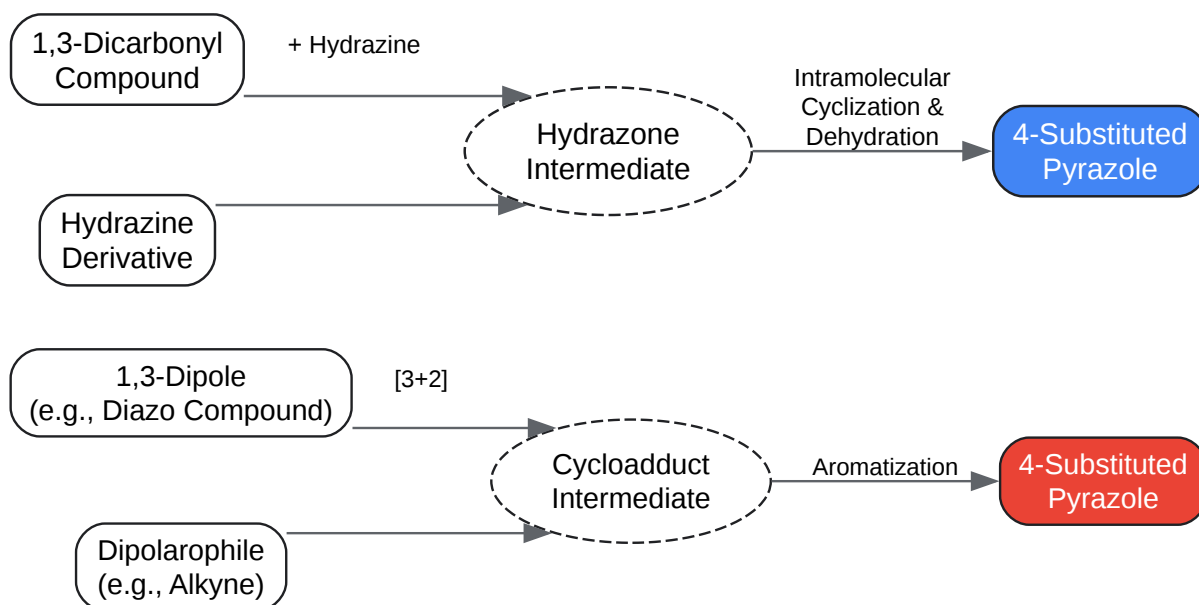 1,3-Dicarbonyl
Compound
+ Hydrazine
Hydrazine
Derivative
Hydrazone
Intermediate
Intramolecular
Cyclization &
Dehydration
4-Substituted
Pyrazole
1,3-Dipole
(e.g., Diazo Compound)
[3+2]
Dipolarophile
(e.g., Alkyne)
Cycloadduct
Intermediate
Aromatization
4-Substituted
Pyrazole